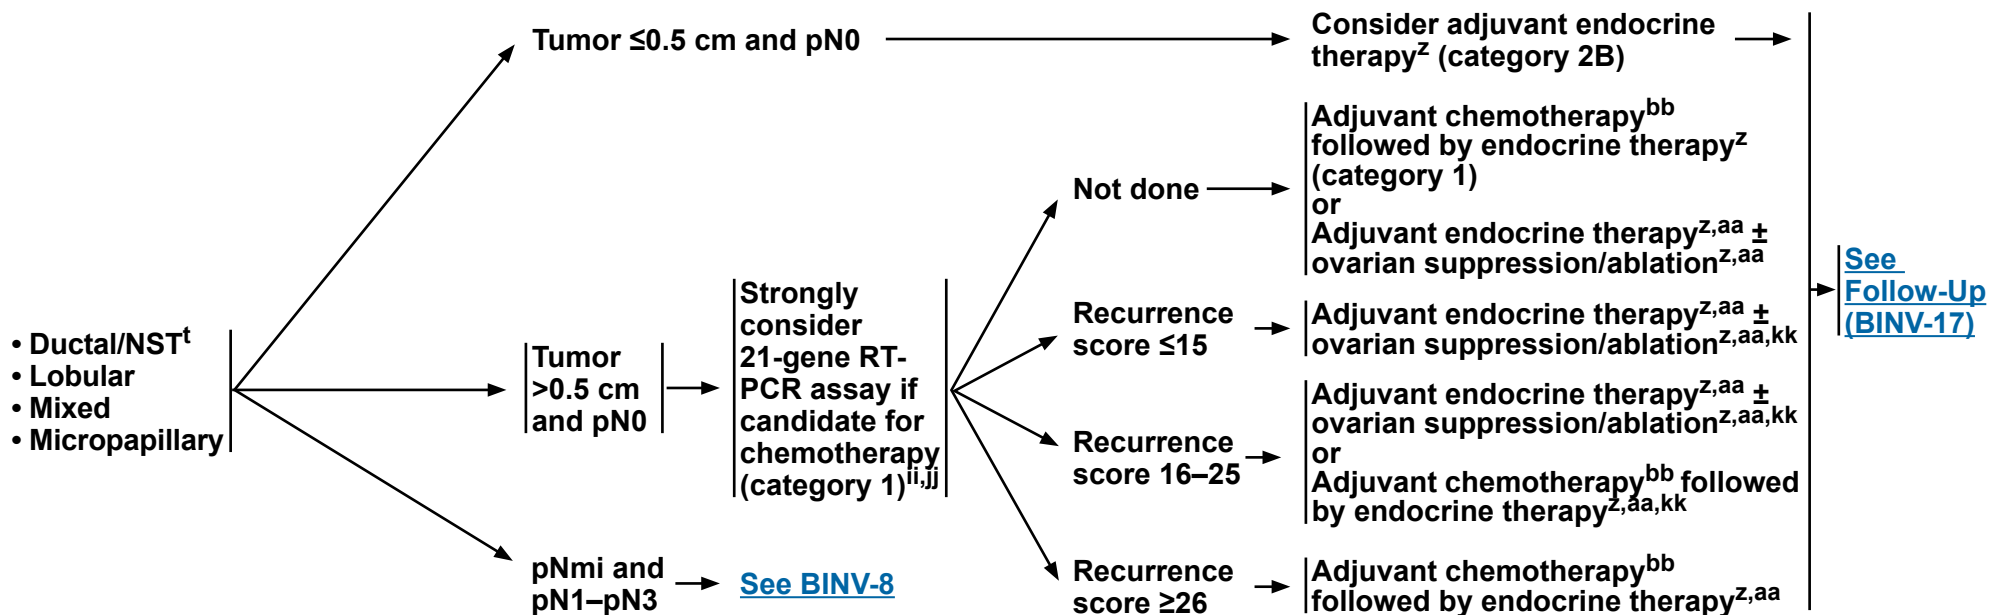 • Ductal/NSTᵗ
• Lobular
• Mixed
• Micropapillary
Tumor ≤0.5 cm and pN0
Consider adjuvant endocrine
therapyᶻ (category 2B)
Tumor
>0.5 cm
and pN0
Strongly
consider
21-gene RT-
PCR assay if
candidate for
chemotherapy
(category 1)ⁱⁱ,ʲʲ
Not done
Adjuvant chemotherapyᵇᵇ
followed by endocrine therapyᶻ
(category 1)
or
Adjuvant endocrine therapyᶻ,ᵃᵃ ±
ovarian suppression/ablationᶻ,ᵃᵃ
Recurrence
score ≤15
Adjuvant endocrine therapyᶻ,ᵃᵃ ±
ovarian suppression/ablationᶻ,ᵃᵃ,ᵏᵏ
Recurrence
score 16–25
Adjuvant endocrine therapyᶻ,ᵃᵃ ±
ovarian suppression/ablationᶻ,ᵃᵃ,ᵏᵏ
or
Adjuvant chemotherapyᵇᵇ followed
by endocrine therapyᶻ,ᵃᵃ,ᵏᵏ
Recurrence
score ≥26
Adjuvant chemotherapyᵇᵇ
followed by endocrine therapyᶻ,ᵃᵃ
pNmi and
pN1–pN3
See BINV-8
See
Follow-Up
(BINV-17)